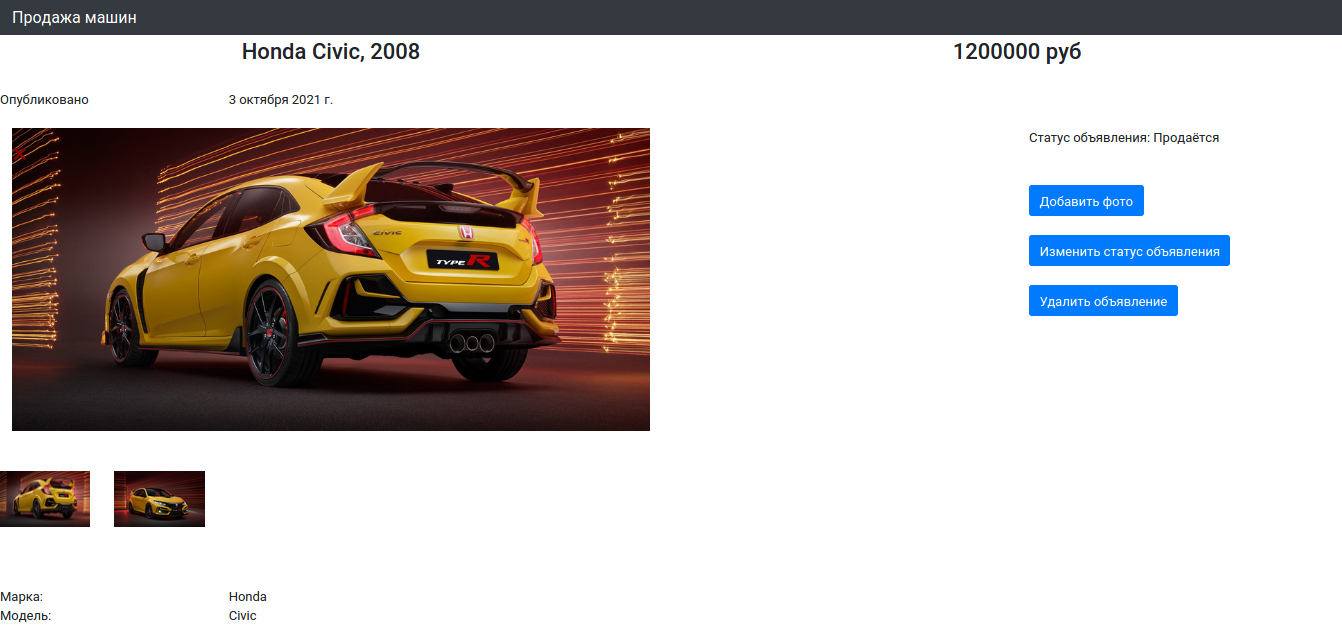 Продажа машин
Honda Civic, 2008
1200000 руб
Опубликовано 3 октября 2021 г.
Статус объявления: Продаётся
CIVIC
TYPE R
Добавить фото
Изменить статус объявления
Удалить объявление
Марка: Honda
Модель: Civic